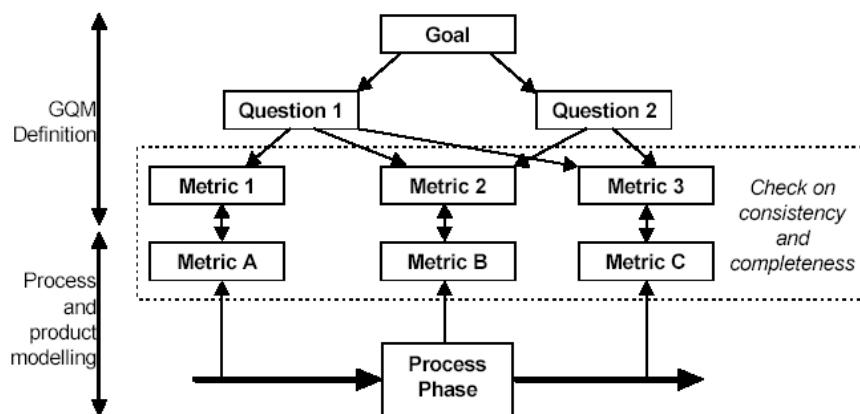 Goal
Question 1
Question 2
GQM
Definition
Metric 1
Metric 2
Metric 3
Check on
consistency
and
completeness
Metric A
Metric B
Metric C
Process
and
product
modelling
Process
Phase